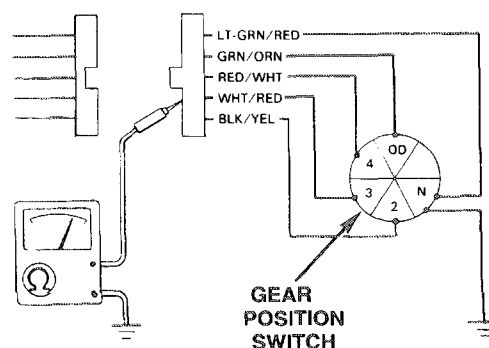 LT-GRN/RED
GRN/ORN
RED/WHT
WHT/RED
BLK/YEL
OD
4
3
N
2
Ω
GEAR
POSITION
SWITCH